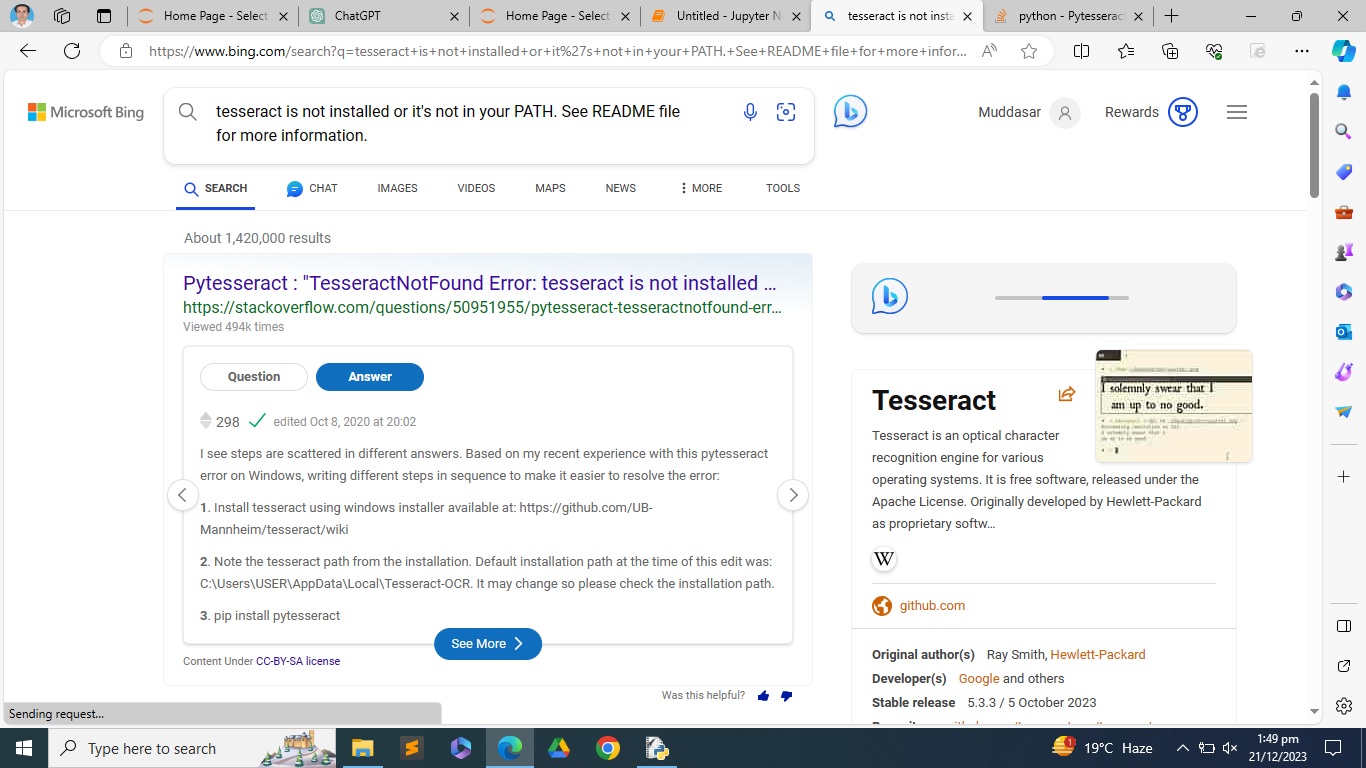 Home Page - Select
ChatGPT
Home Page - Select
Untitled - Jupyter N
tesseract is not insta
python - Pytesserac
https://www.bing.com/search?q=tesseract+is+not+installed+or+it%27s+not+in+your+PATH.+See+README+file+for+more+infor...
Microsoft Bing
tesseract is not installed or it's not in your PATH. See README file
for more information.
Muddasar
Rewards
SEARCH
CHAT
IMAGES
VIDEOS
MAPS
NEWS
MORE
TOOLS
About 1,420,000 results
Pytesseract : "TesseractNotFound Error: tesseract is not installed ...
https://stackoverflow.com/questions/50951955/pytesseract-tesseractnotfound-err...
Viewed 494k times
Question
Answer
298
edited Oct 8, 2020 at 20:02
I see steps are scattered in different answers. Based on my recent experience with this pytesseract
error on Windows, writing different steps in sequence to make it easier to resolve the error:
1. Install tesseract using windows installer available at: https://github.com/UB-
Mannheim/tesseract/wiki
2. Note the tesseract path from the installation. Default installation path at the time of this edit was:
C:\Users\USER\AppData\Local\Tesseract-OCR. It may change so please check the installation path.
3. pip install pytesseract
See More
Content Under CC-BY-SA license
Was this helpful?
Tesseract
I solemnly swear that I
am up to no good.
Tesseract is an optical character
recognition engine for various
operating systems. It is free software, released under the
Apache License. Originally developed by Hewlett-Packard
as proprietary softw...
W
github.com
Original author(s) Ray Smith, Hewlett-Packard
Developer(s) Google and others
Stable release 5.3.3 / 5 October 2023
Sending request...
Type here to search
1
19°C Haze
1:49 pm
21/12/2023